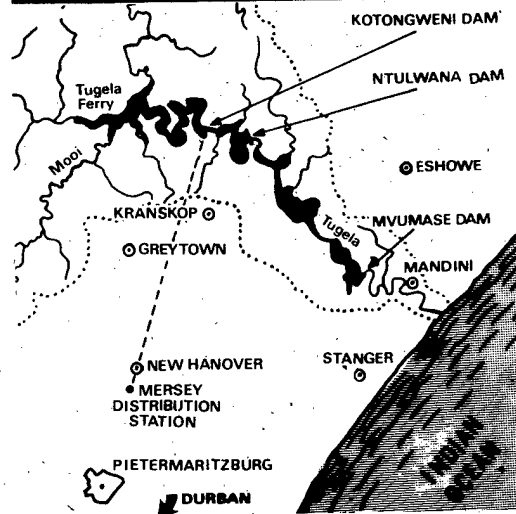 KOTONGWENI DAM
NTULWANA DAM
Tugela
Ferry
Mooi
ESHOWE
KRANSKOP
Tugela
MVUMASE DAM
GREYTOWN
MANDINI
NEW HANOVER
STANGER
MERSEY
DISTRIBUTION
STATION
PIETERMARITZBURG
DURBAN
INDIAN
OCEAN